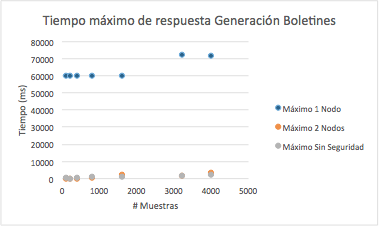 Tiempo máximo de respuesta Generación Boletines
80000
70000
60000
50000
40000
30000
20000
10000
0
Tiempo (ms)
0
1000
2000
3000
4000
5000
# Muestras
Máximo 1 Nodo
Máximo 2 Nodos
Máximo Sin Seguridad